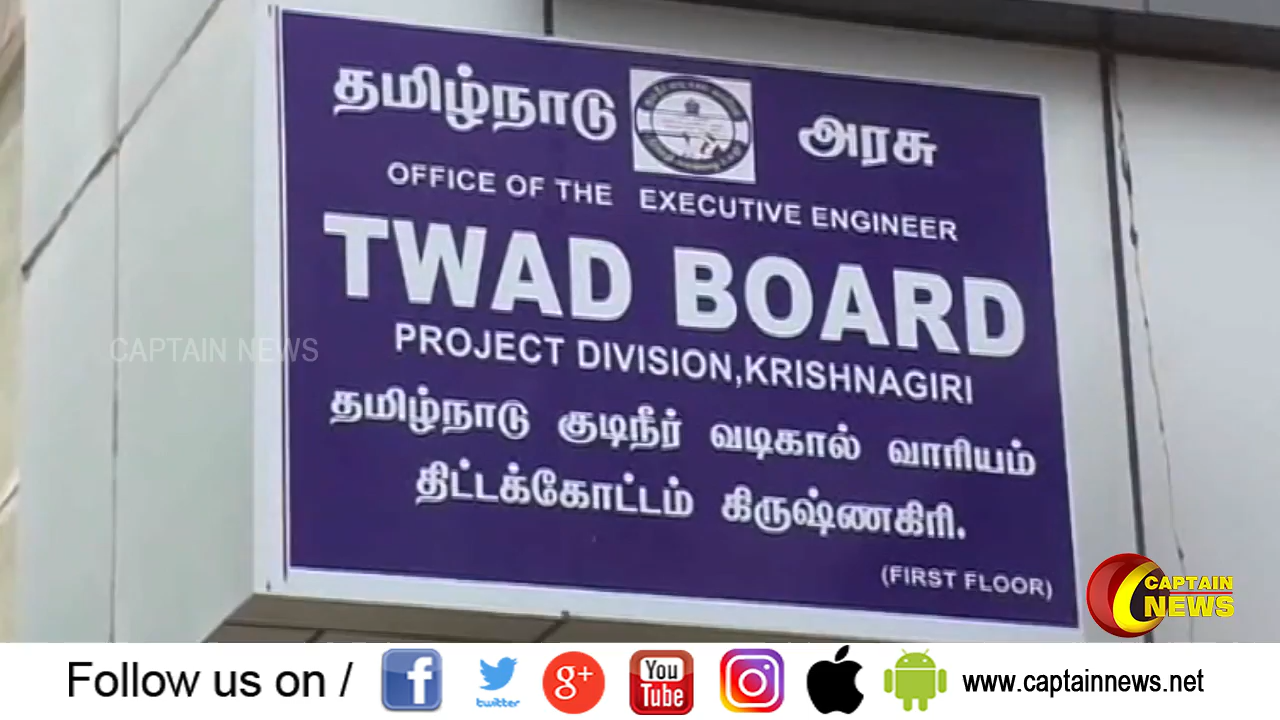 தமிழ்நாடு அரசு
OFFICE OF THE EXECUTIVE ENGINEER
TWAD BOARD
PROJECT DIVISION,KRISHNAGIRI
தமிழ்நாடு குடிநீர் வடிகால் வாரியம்
திட்டக்கோட்டம் கிருஷ்ணகிரி.
(FIRST FLOOR)
CAPTAIN NEWS
CAPTAIN
NEWS
Follow us on / f twitter g+ You Tube www.captainnews.net